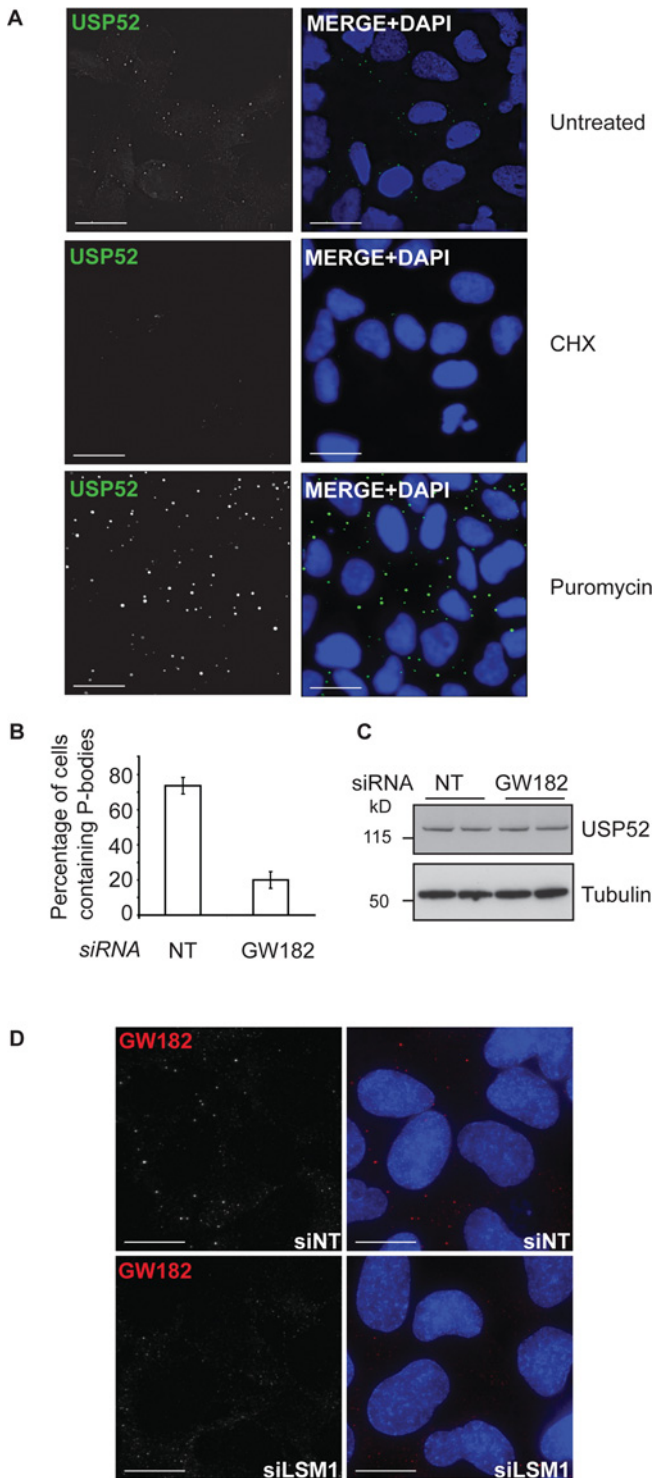 A
USP52
MERGE+DAPI
Untreated
USP52
MERGE+DAPI
CHX
USP52
MERGE+DAPI
Puromycin
B
Percentage of cells
containing P-bodies
80
60
40
20
0
siRNA NT GW182
C
siRNA NT GW182
kD
115
USP52
50
Tubulin
D
GW182
siNT
siNT
GW182
siLSM1
siLSM1